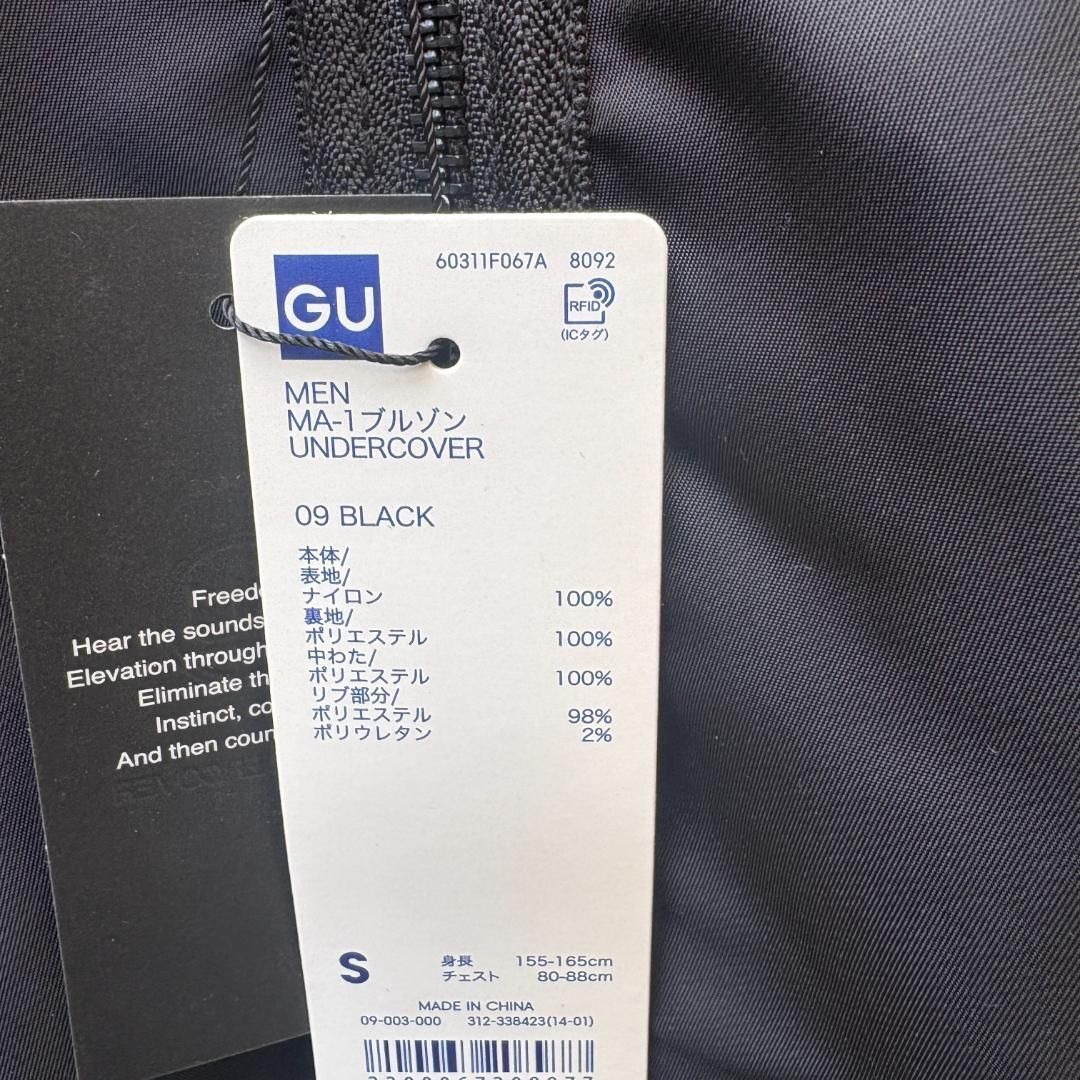 60311F067A 8092
GU
RFID
(ICタグ)
MEN
MA-1ブルゾン
UNDERCOVER
09 BLACK
本体/
表地/
ナイロン 100%
裏地/
ポリエステル 100%
中わた/
ポリエステル 100%
リブ部分/
ポリエステル 98%
ポリウレタン 2%
S 身長 155-165cm
チェスト 80-88cm
MADE IN CHINA
09-003-000 312-338423(14-01)
Hear the sounds
Elevation through
Eliminate
Instinct,
And then